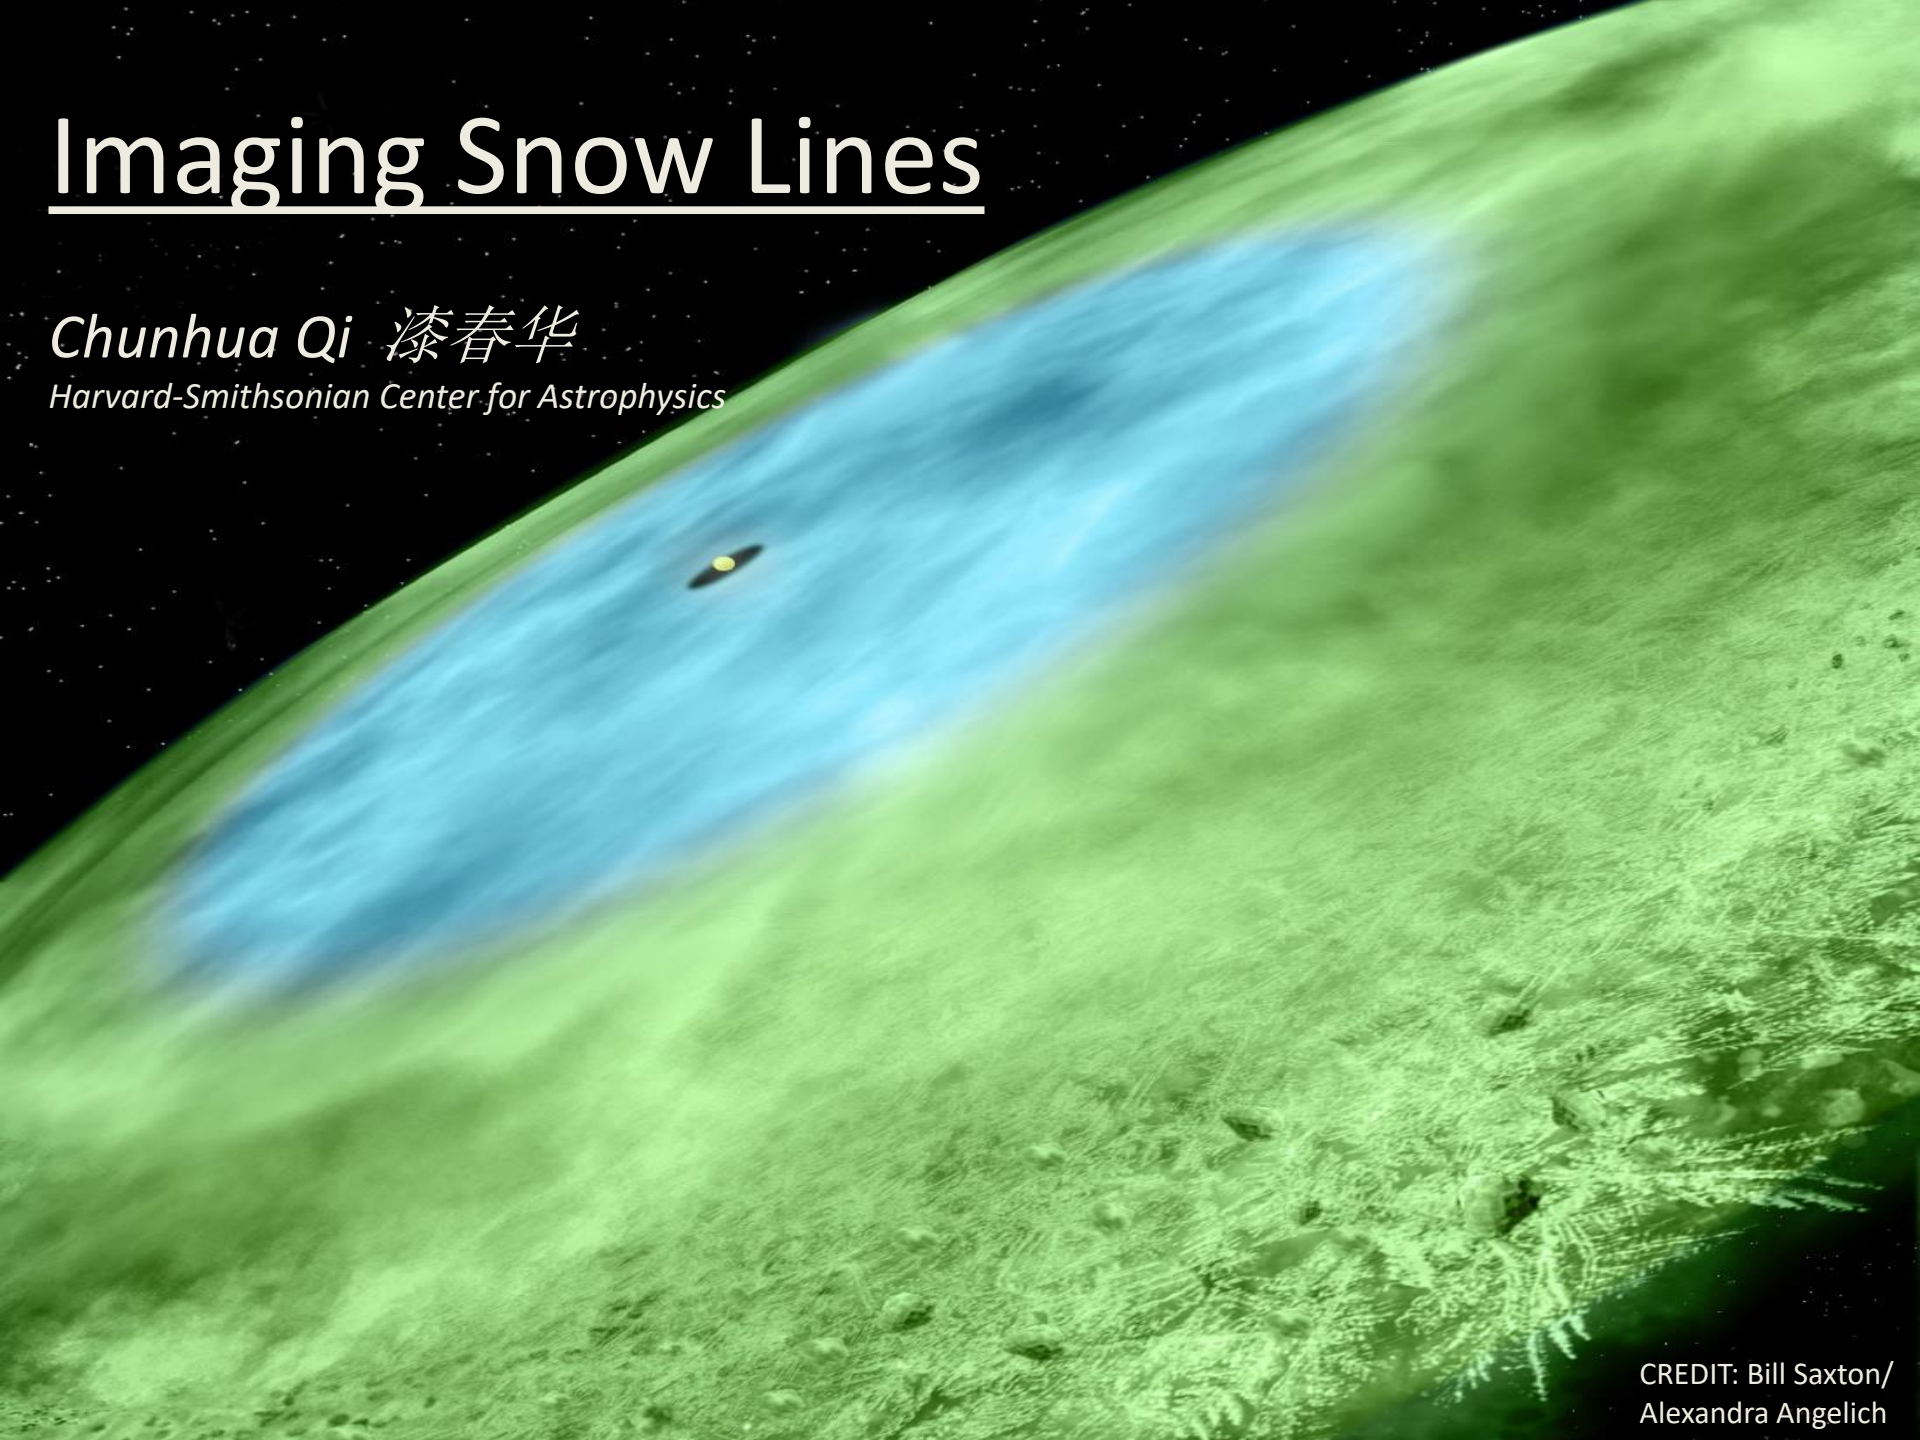 Imaging Snow Lines
Chunhua Qi 漆春华
Harvard-Smithsonian Center for Astrophysics
CREDIT: Bill Saxton/
Alexandra Angelich